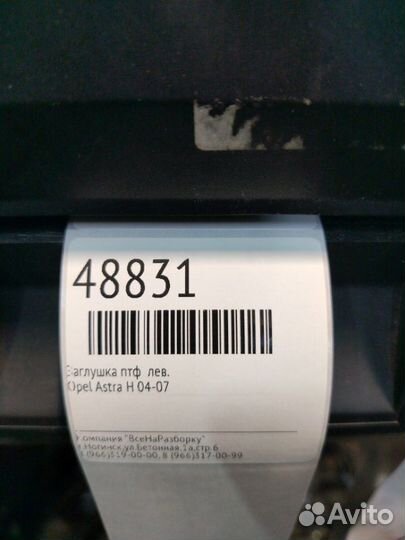 48831
Заглушка птф лев.
Opel Astra H 04-07
Компания "ВсеНаРазборку"
г.Ногинск,ул.Бетонная,1а,стр.6
8 (966)319-00-00, 8 (966)317-00-99
Avito